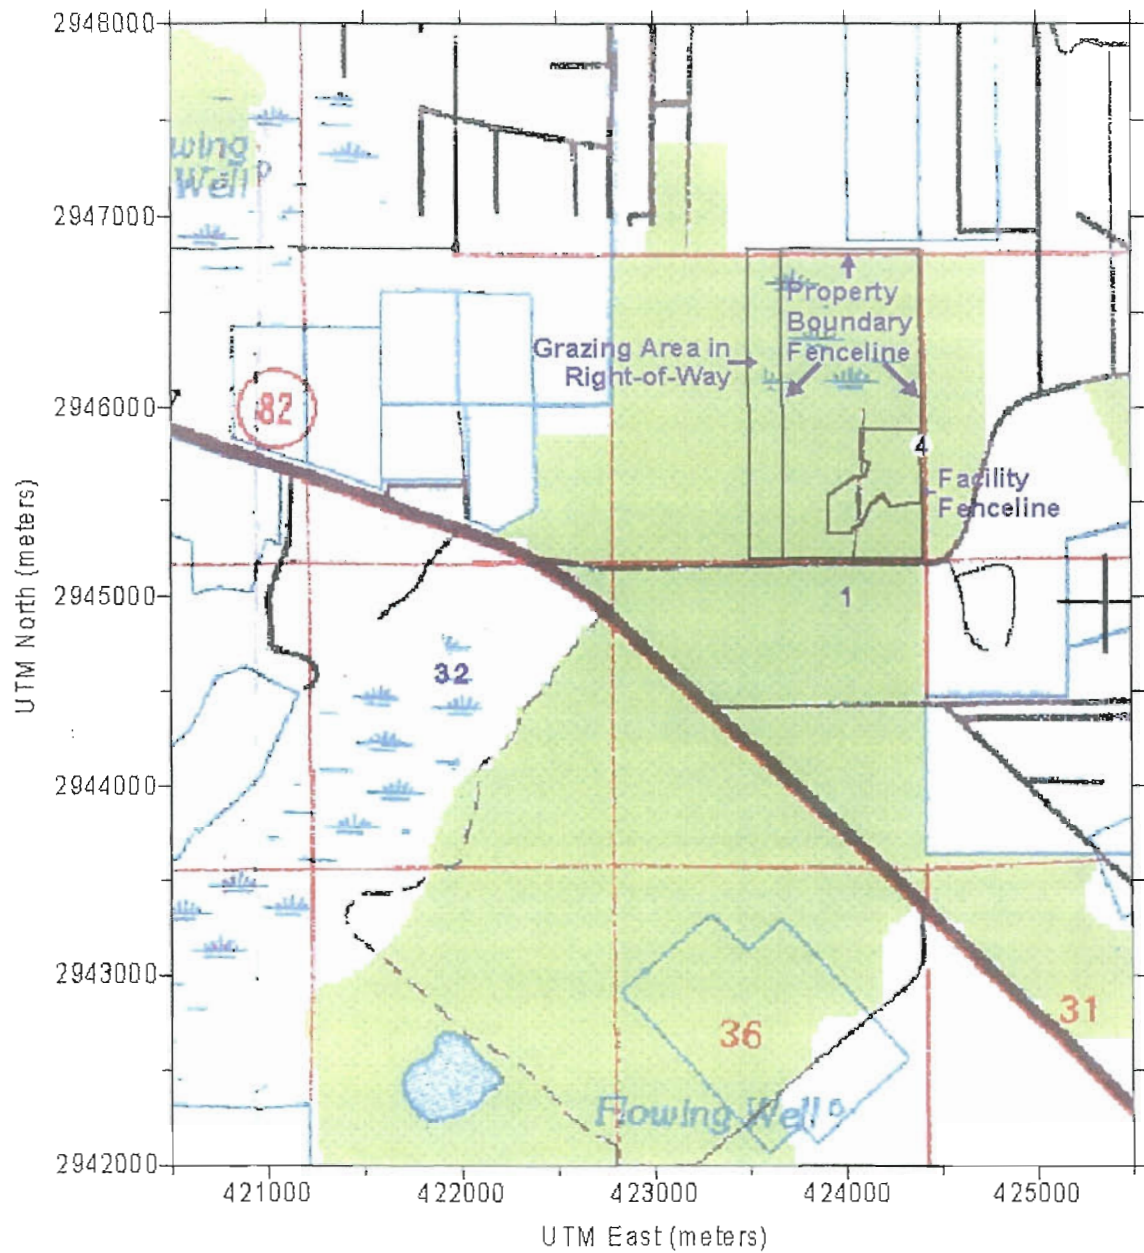 2948000
wing
Well
2947000
Property
Boundary
Fenceline
Grazing Area in
Right-of-Way
2946000
82
4
Facility
Fenceline
UTM North (meters)
2945000
1
32
2944000
2943000
36
31
Flowing Well
2942000
421000
422000
423000
424000
425000
UTM East (meters)